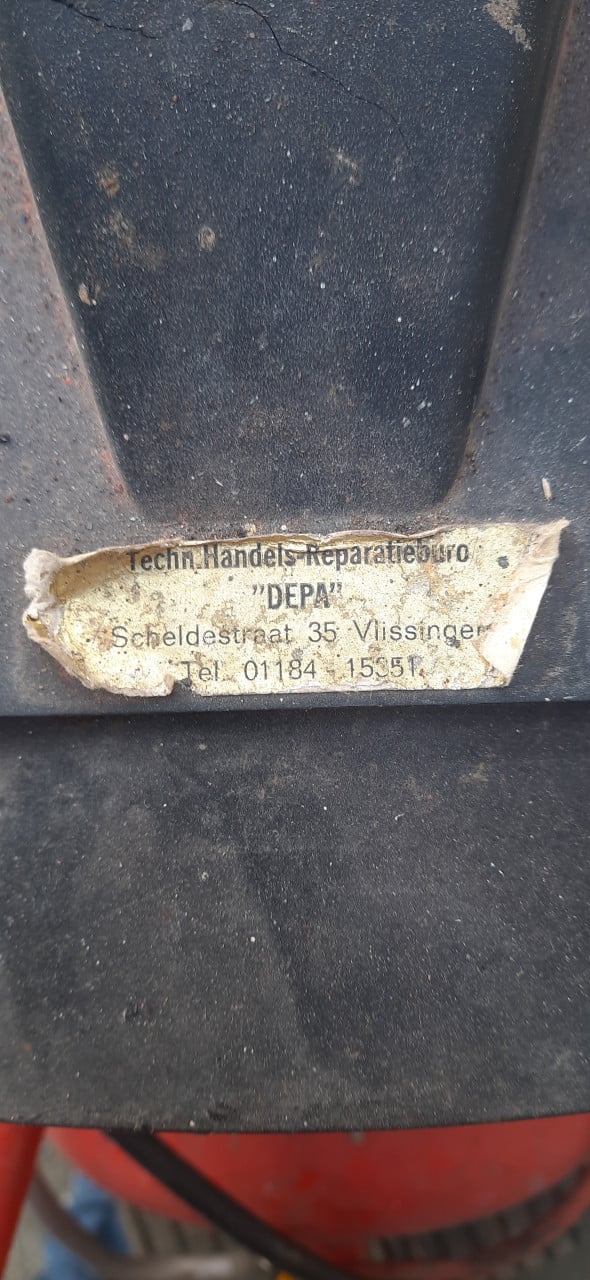 Techn. Handels-Reparatieburo
"DEPA"
Scheldestraat 35 Vlissingen
Tel. 01184 - 15351